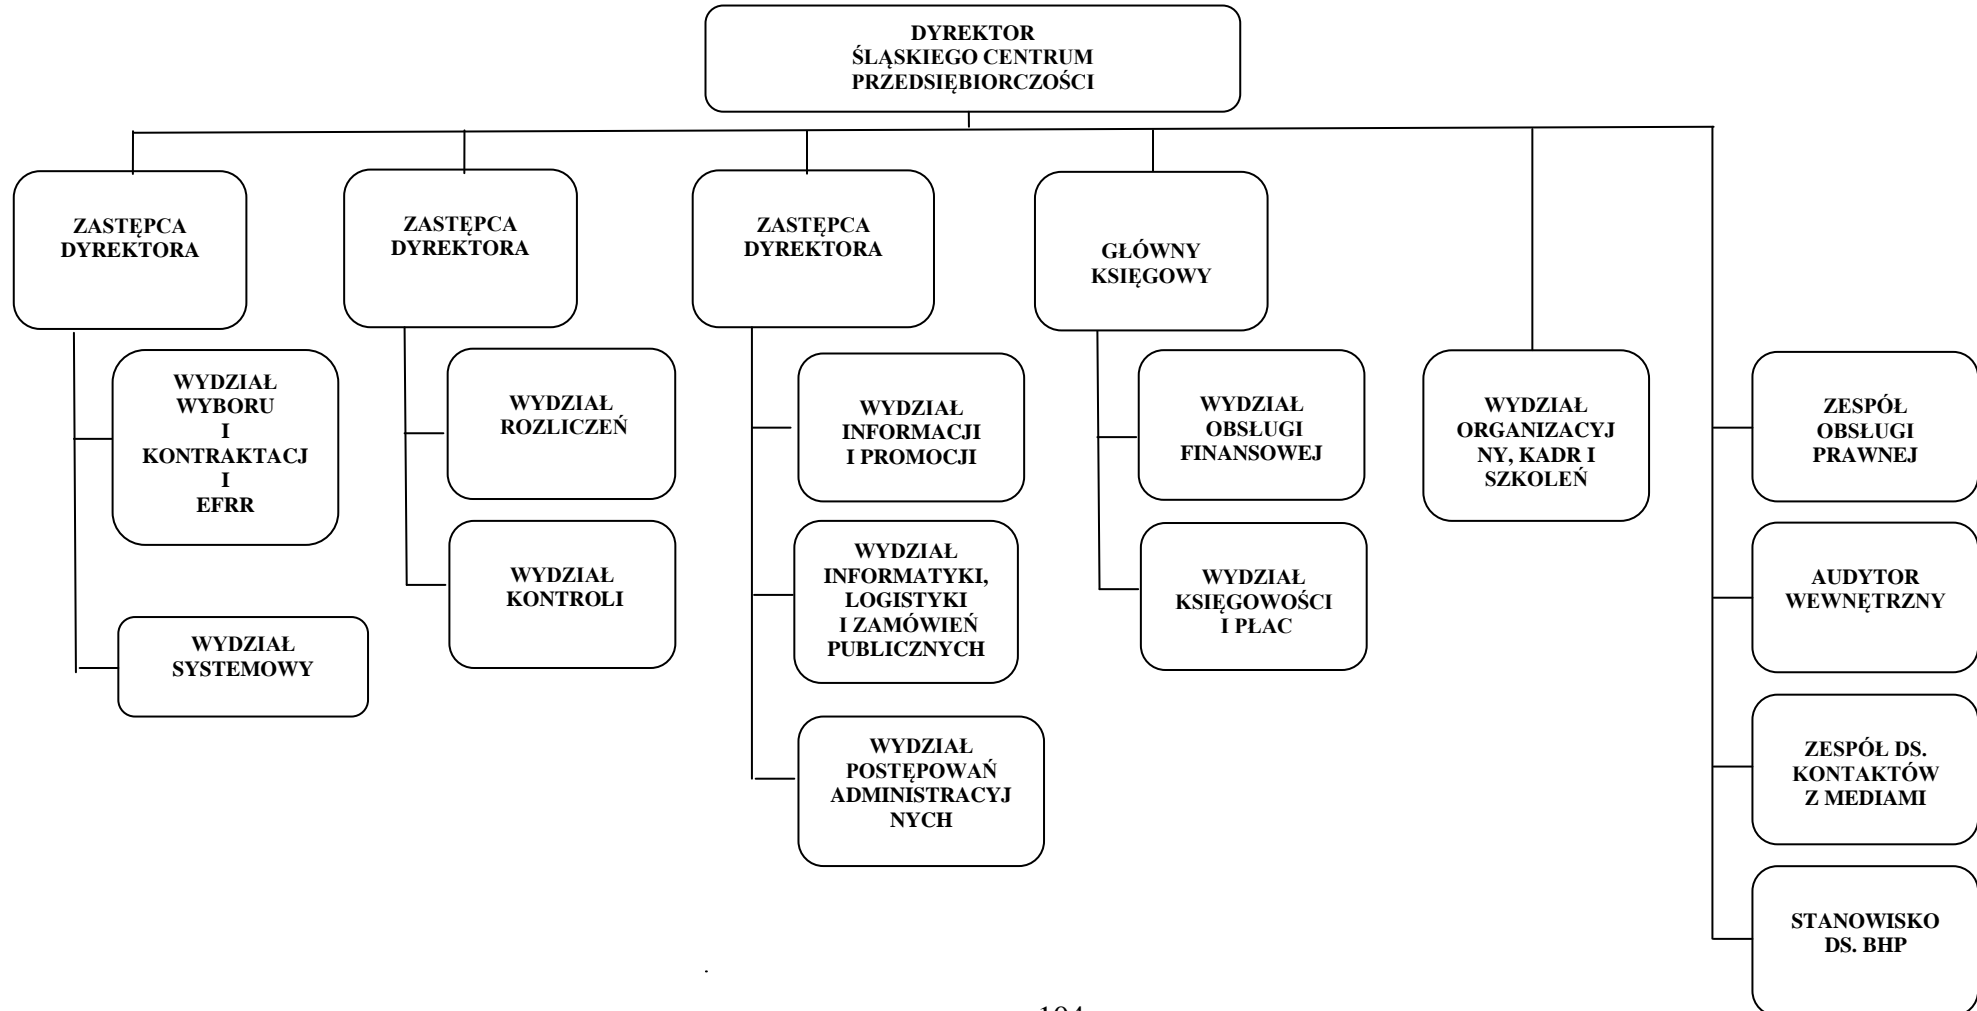 DYREKTOR
ŚLĄSKIEGO CENTRUM
PRZEDSIĘBIORCZOŚCI
ZASTĘPCA
DYREKTORA
ZASTĘPCA
DYREKTORA
ZASTĘPCA
DYREKTORA
GŁÓWNY
KSIĘGOWY
WYDZIAŁ
WYBORU
I
KONTRAKTACJ
I
EFRR
WYDZIAŁ
SYSTEMOWY
WYDZIAŁ
ROZLICZEŃ
WYDZIAŁ
KONTROLI
WYDZIAŁ
INFORMACJI
I PROMOCJI
WYDZIAŁ
INFORMATYKI,
LOGISTYKI
I ZAMÓWIEŃ
PUBLICZNYCH
WYDZIAŁ
POSTĘPOWAŃ
ADMINISTRACYJ
NYCH
WYDZIAŁ
OBSŁUGI
FINANSOWEJ
WYDZIAŁ
KSIĘGOWOŚCI
I PŁAC
WYDZIAŁ
ORGANIZACYJ
NY, KADR I
SZKOLEŃ
ZESPÓŁ
OBSŁUGI
PRAWNEJ
AUDYTOR
WEWNĘTRZNY
ZESPÓŁ DS.
KONTAKTÓW
Z MEDIAMI
STANOWISKO
DS. BHP
.